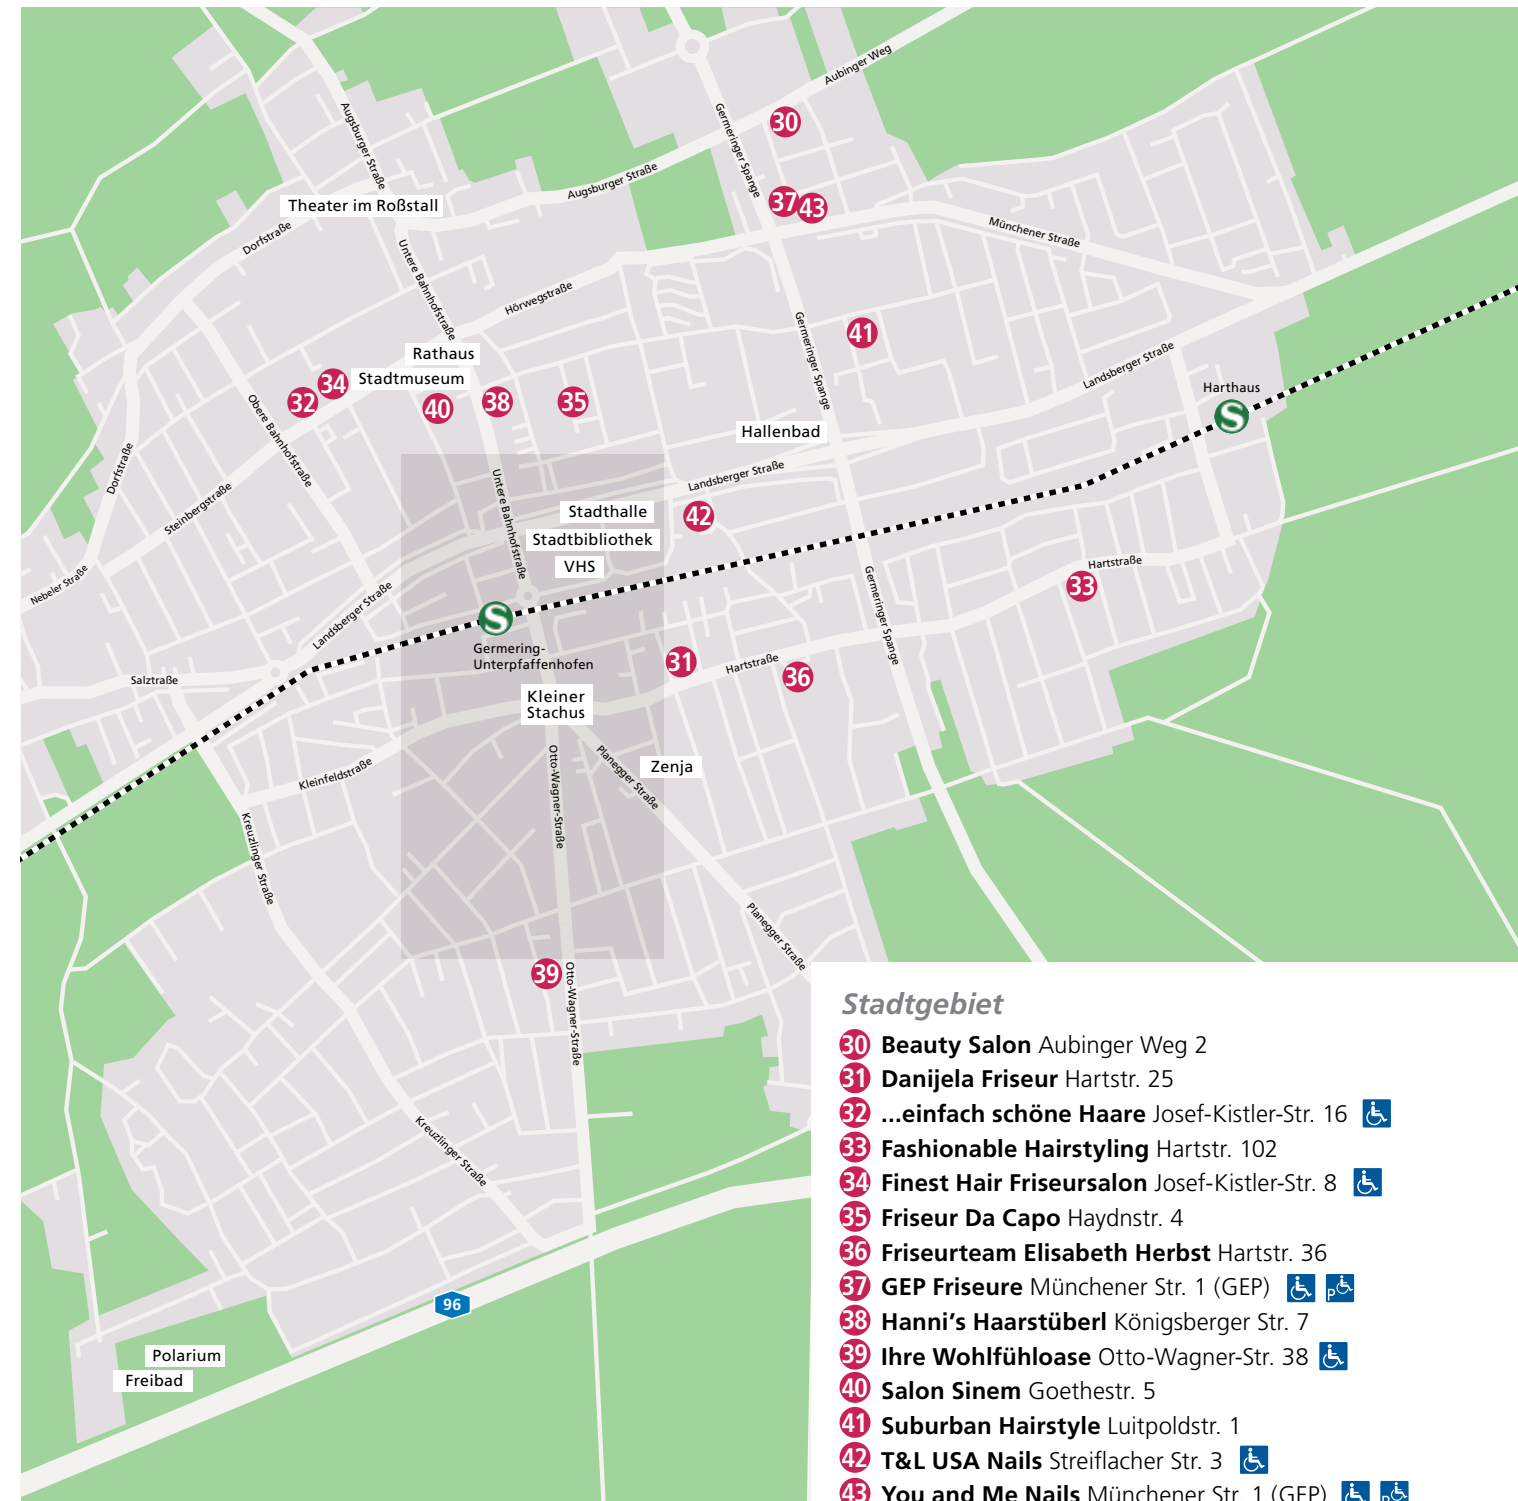 Aubinger Weg
Augsburger Straße
Germeringer Spange
30
Augsburger Straße
37
43
Theater im Roßstall
Dorfstraße
Münchener Straße
Untere Bahnhofstraße
Hörwegstraße
Germeringer Spange
41
Rathaus
Landsberger Straße
Stadtmuseum
34
32
40
38
35
Harthaus
S
Obere Bahnhofstraße
Hallenbad
Dorfstraße
Landsberger Straße
Steinbergstraße
Untere Bahnhofstraße
Stadthalle
42
Stadtbibliothek
VHS
Nebeler Straße
Hartstraße
33
Landsberger Straße
Germeringer Spange
S
Germering-
Unterpfaffenhofen
31
Hartstraße
36
Salztraße
Kleiner
Stachus
Zenja
Kleinfeldstraße
Otto-Wagner-Straße
Planegger Straße
Kreuzlinger Straße
Planegger Straße
39
Otto-Wagner-Straße
Kreuzlinger Straße
96
Polarium
Freibad
Stadtgebiet
30 Beauty Salon Aubinger Weg 2
31 Danijela Friseur Hartstr. 25
32 ...einfach schöne Haare Josef-Kistler-Str. 16
33 Fashionable Hairstyling Hartstr. 102
34 Finest Hair Friseursalon Josef-Kistler-Str. 8
35 Friseur Da Capo Haydnstr. 4
36 Friseurteam Elisabeth Herbst Hartstr. 36
37 GEP Friseure Münchener Str. 1 (GEP) P
38 Hanni's Haarstüberl Königsberger Str. 7
39 Ihre Wohlfühloase Otto-Wagner-Str. 38
40 Salon Sinem Goethestr. 5
41 Suburban Hairstyle Luitpoldstr. 1
42 T&L USA Nails Streiflacher Str. 3
43 You and Me Nails Münchener Str. 1 (GEP) P